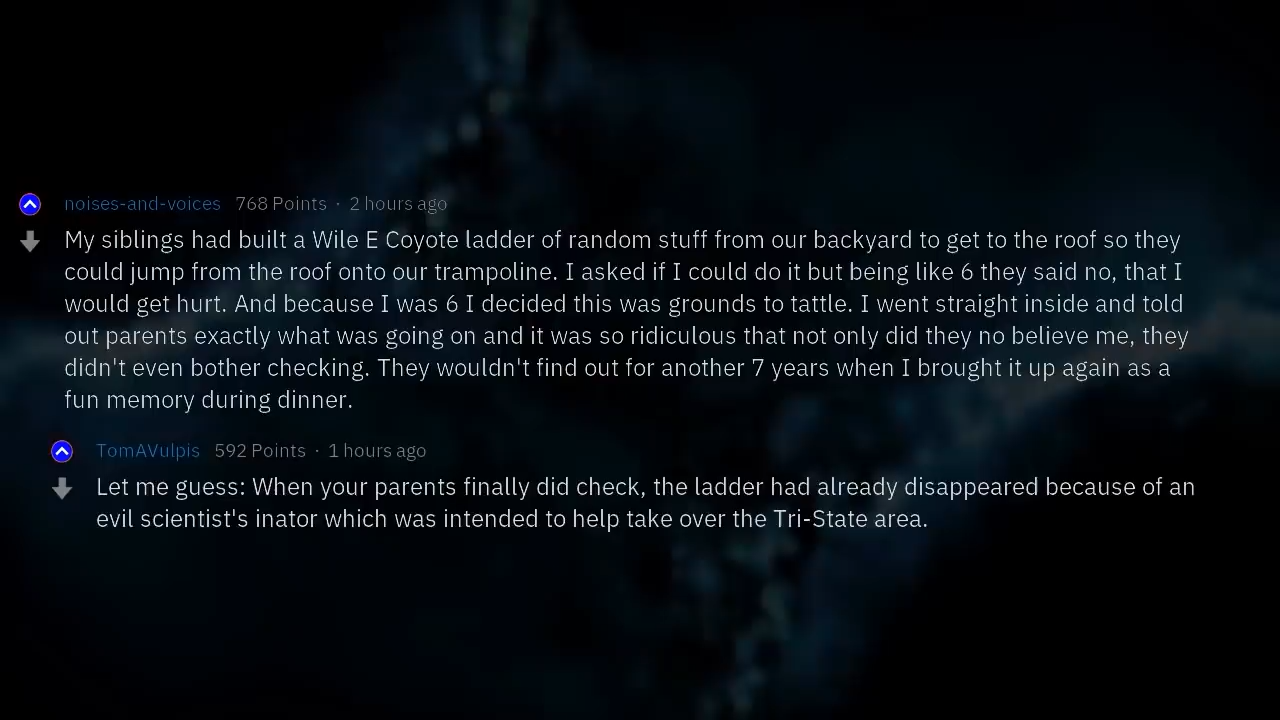 noises-and-voices 768 Points · 2 hours ago
My siblings had built a Wile E Coyote ladder of random stuff from our backyard to get to the roof so they
could jump from the roof onto our trampoline. I asked if I could do it but being like 6 they said no, that I
would get hurt. And because I was 6 I decided this was grounds to tattle. I went straight inside and told
out parents exactly what was going on and it was so ridiculous that not only did they no believe me, they
didn't even bother checking. They wouldn't find out for another 7 years when I brought it up again as a
fun memory during dinner.
TomAVulpis 592 Points · 1 hours ago
Let me guess: When your parents finally did check, the ladder had already disappeared because of an
evil scientist's inator which was intended to help take over the Tri-State area.